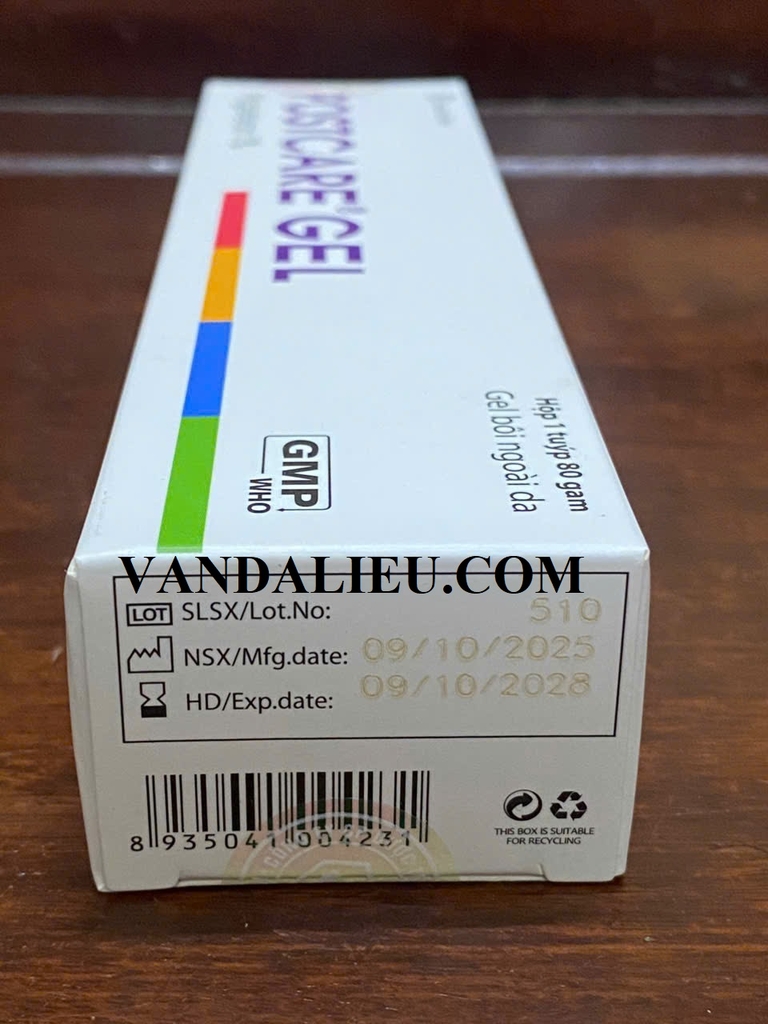 POSTCARE® GEL
GMP
WHO
Gel bôi ngoài da
Hộp 1 tuýp 80 gam
VANDALIEU.COM
LOT SLSX/Lot.No: 510
NSX/Mfg.date: 09/10/2025
HD/Exp.date: 09/10/2028
8 935041 004231
THIS BOX IS SUITABLE
FOR RECYCLING